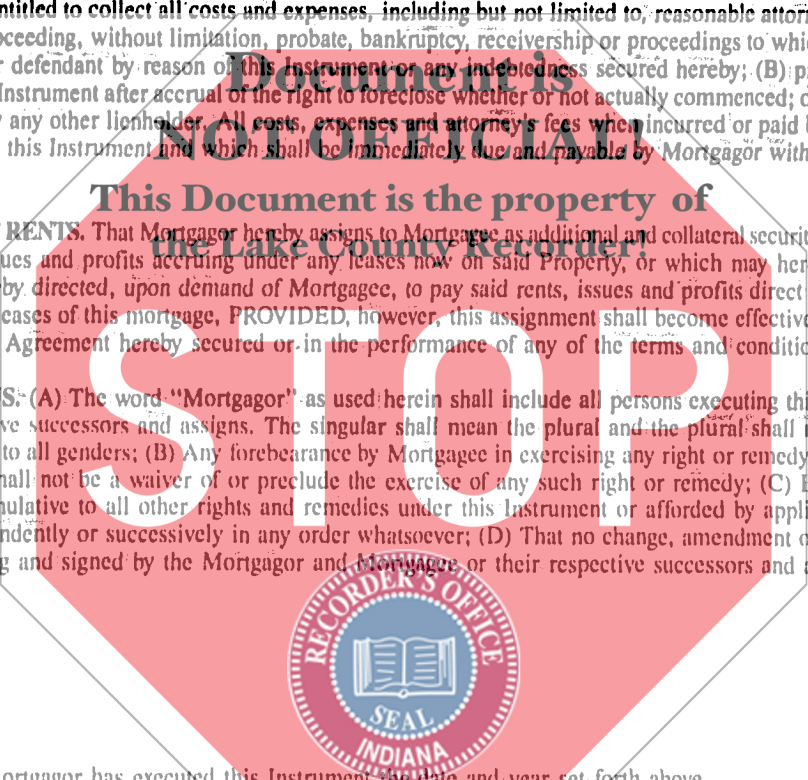 ntitled to collect all costs and expenses, including but not limited to, reasonable attor
oceeding, without limitation, probate, bankruptcy, receivership or proceedings to whi
r defendant by reason of this Instrument or any indebtedness secured hereby; (B) p
Document is
Instrument after accrual of the right to foreclose whether or not actually commenced;
any other lienholder. All costs, expenses and attorney's fees when incurred or paid
NOT OFFICIAL!
this Instrument and which shall be immediately due and payable by Mortgagor with
This Document is the property of
RENTS. That Mortgagor hereby assigns to Mortgagee as additional and collateral securit
the Lake County Recorder!
ues and profits accruing under any leases now on said Property, or which may her
by directed, upon demand of Mortgagee, to pay said rents, issues and profits direct
eases of this mortgage, PROVIDED, however, this assignment shall become effective
Agreement hereby secured or in the performance of any of the terms and conditio
STOP
S. (A) The word "Mortgagor" as used herein shall include all persons executing thi
ve successors and assigns. The singular shall mean the plural and the plural shall
to all genders; (B) Any forebearance by Mortgagee in exercising any right or remedy
hall not be a waiver of or preclude the exercise of any such right or remedy; (C)
mulative to all other rights and remedies under this Instrument or afforded by appli
ndently or successively in any order whatsoever; (D) That no change, amendment o
g and signed by the Mortgagor and Mortgagee or their respective successors and
RECORDER'S OFFICE
SEAL
INDIANA
ortgagor has executed this Instrument the date and year set forth above